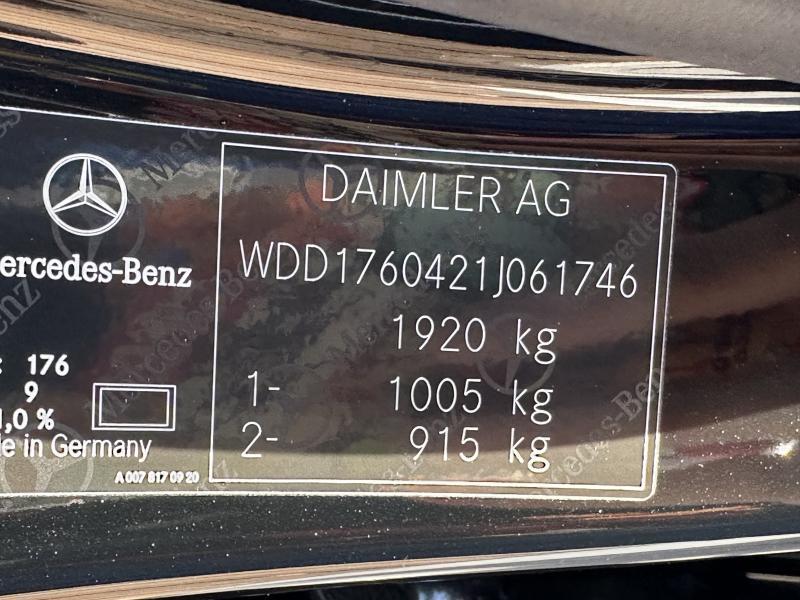 DAIMLER AG
WDD1760421J061746
1920 kg
1- 1005 kg
2- 915 kg
ercedes-Benz
: 176
9
,0 %
in Germany
A 007 817 09 20